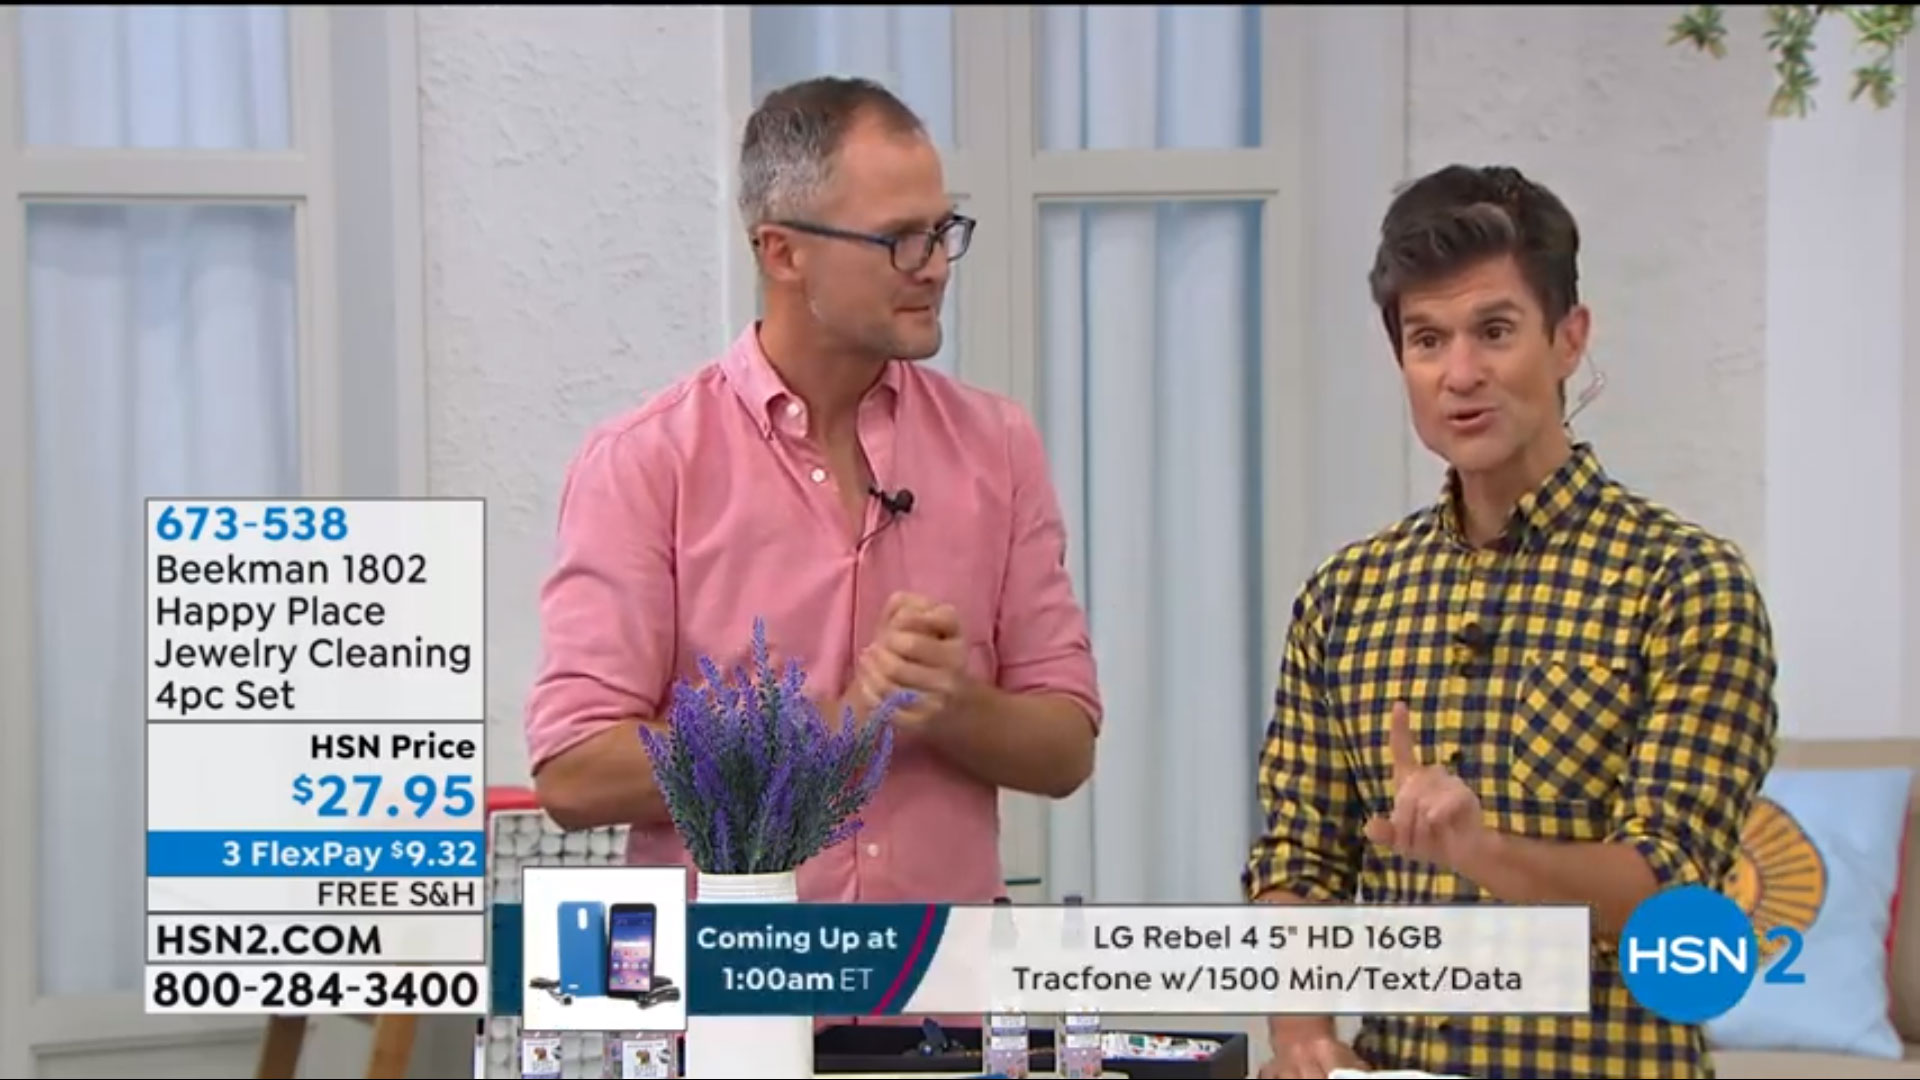 673-538
Beekman 1802
Happy Place
Jewelry Cleaning
4pc Set
HSN Price
$27.95
3 FlexPay $9.32
FREE S&H
HSN2.COM
800-284-3400
Coming Up at
1:00am ET
LG Rebel 4 5" HD 16GB
Tracfone w/1500 Min/Text/Data
HSN2